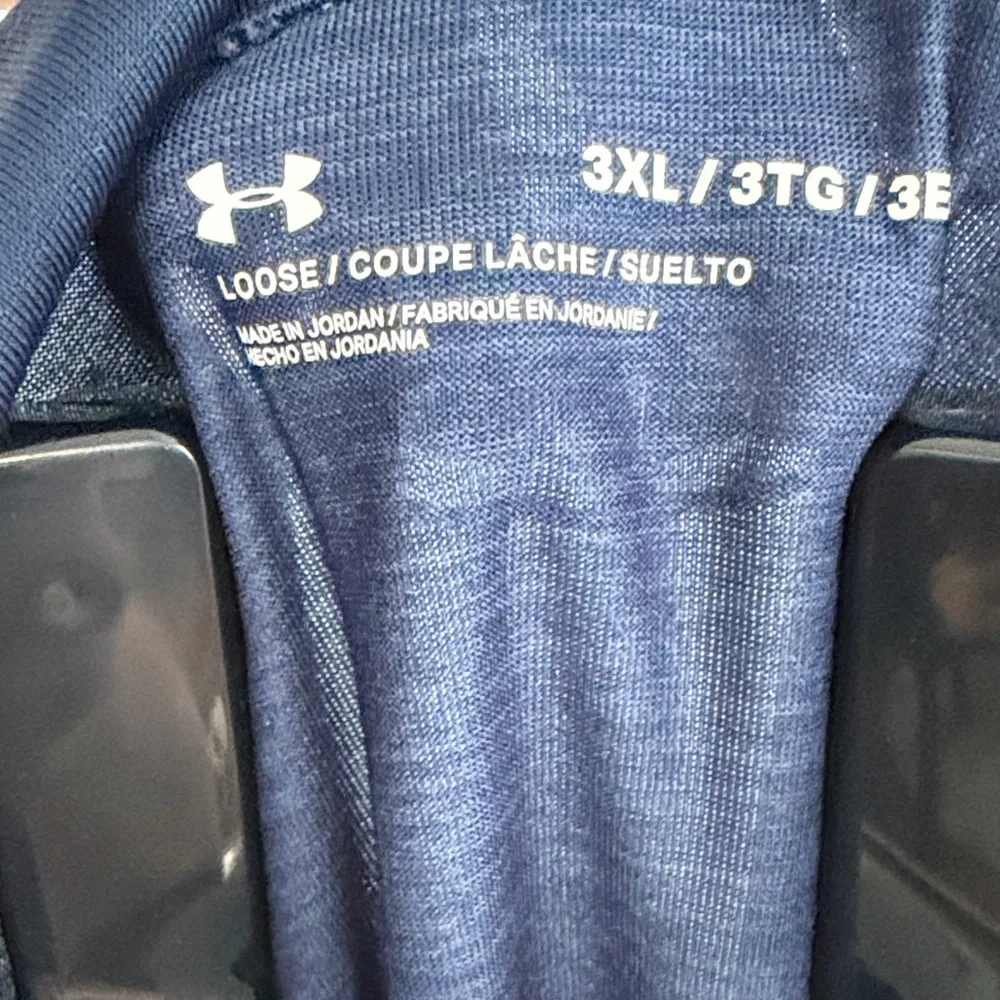 3XL / 3TG / 3E
LOOSE / COUPE LÂCHE / SUELTO
MADE IN JORDAN / FABRIQUÉ EN JORDANIE /
HECHO EN JORDANIA